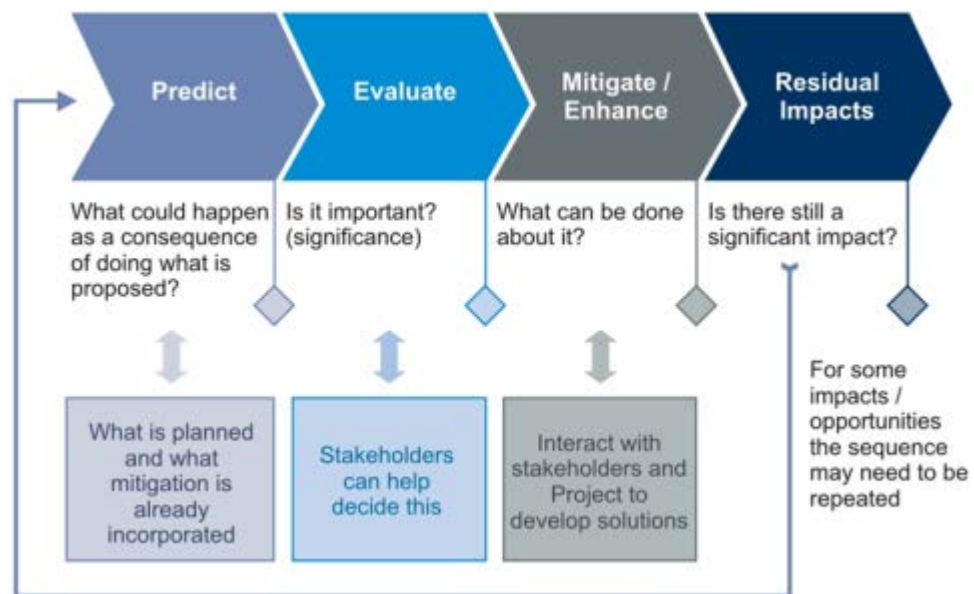 Predict
Evaluate
Mitigate /
Enhance
Residual
Impacts
What could happen
as a consequence
of doing what is
proposed?
Is it important?
(significance)
What can be done
about it?
Is there still a
significant impact?
What is planned
and what
mitigation is
already
incorporated
Stakeholders
can help
decide this
Interact with
stakeholders and
Project to
develop solutions
For some
impacts /
opportunities
the sequence
may need to be
repeated